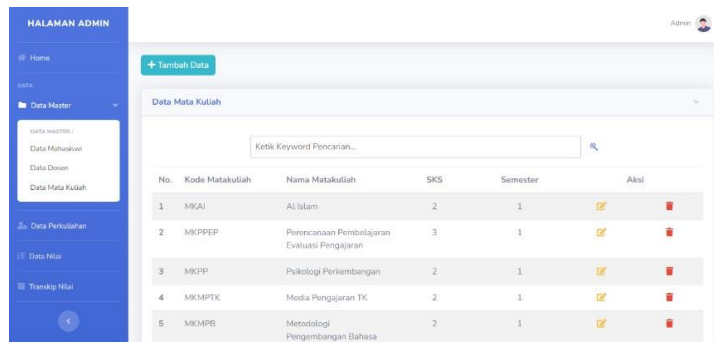 HALAMAN ADMIN
Admin
Home
DATA
Data Master
DATA MASTER :
Data Mahasiswi
Data Dosen
Data Mata Kuliah
Data Perkuliahan
Data Nilai
Transkip Nilai
+ Tambah Data
Data Mata Kuliah
Ketik Keyword Pencarian...
No. Kode Matakuliah Nama Matakuliah SKS Semester Aksi
1 MKAI Al Islam 2 1
2 MKPPEP Perencanaan Pembelajaran 3 1
Evaluasi Pengajaran
3 MKPP Psikologi Perkembangan 2 1
4 MKMPTK Media Pengajaran TK 2 1
5 MKMPB Metodologi 2 1
Pengembangan Bahasa